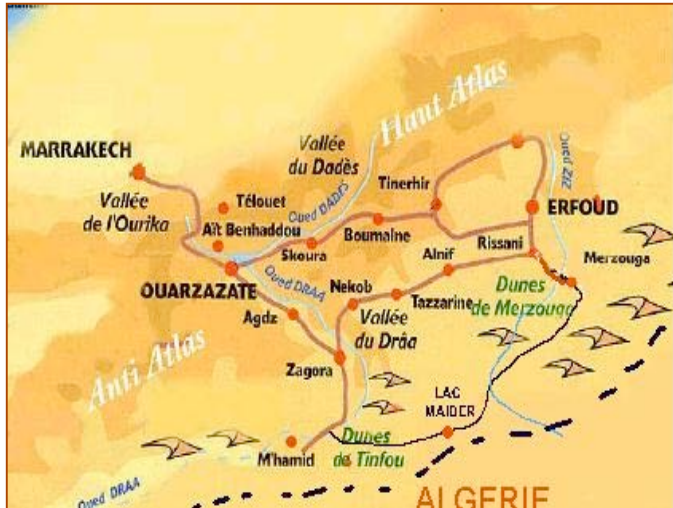 Haut Atlas
MARRAKECH
Vallée
du Dadès
Oued ZIZ
Vallée
de l'Ourika
Télouet
Tinerhir
Oued DADÈS
ERFOUD
Aït Benhaddou
Boumalne
Skoura
Alnif
Rissani
Merzouga
OUARZAZATE
Oued DRAA
Nekob
Tazzarine
Dunes
de Merzouga
Agdz
Vallée
du Drâa
Anti Atlas
Zagora
LAC
MAIDER
M'hamid
Dunes
de Tinfou
Oued DRAA
ALGERIE